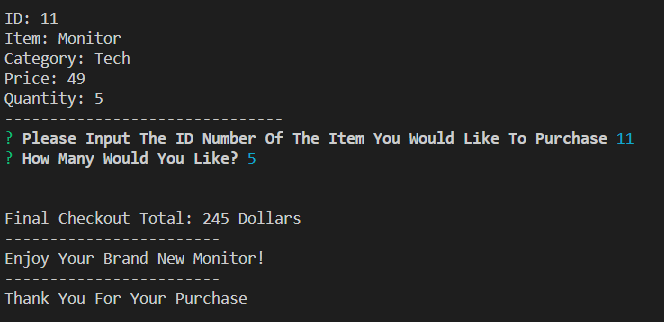 ID: 11
Item: Monitor
Category: Tech
Price: 49
Quantity: 5
-------------------------------
? Please Input The ID Number Of The Item You Would Like To Purchase 11
? How Many Would You Like? 5
Final Checkout Total: 245 Dollars
------------------------
Enjoy Your Brand New Monitor!
------------------------
Thank You For Your Purchase